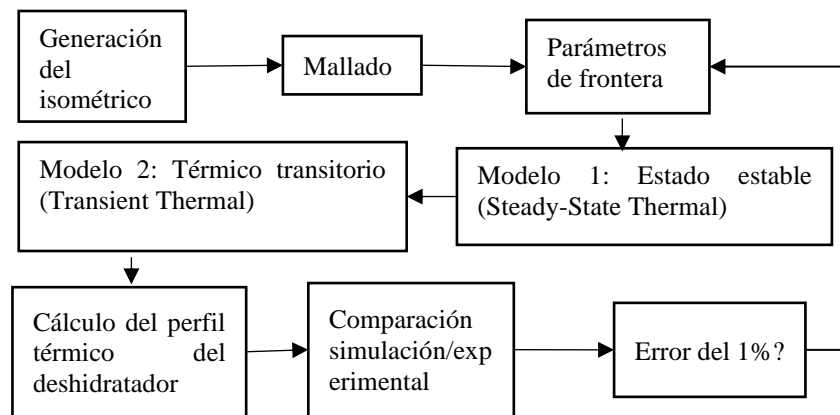 Generación
del
isométrico
Mallado
Parámetros
de frontera
Modelo 1: Estado estable
(Steady-State Thermal)
Modelo 2: Térmico transitorio
(Transient Thermal)
Cálculo del perfil
térmico del
deshidratador
Comparación
simulación/exp
erimental
Error del 1%?